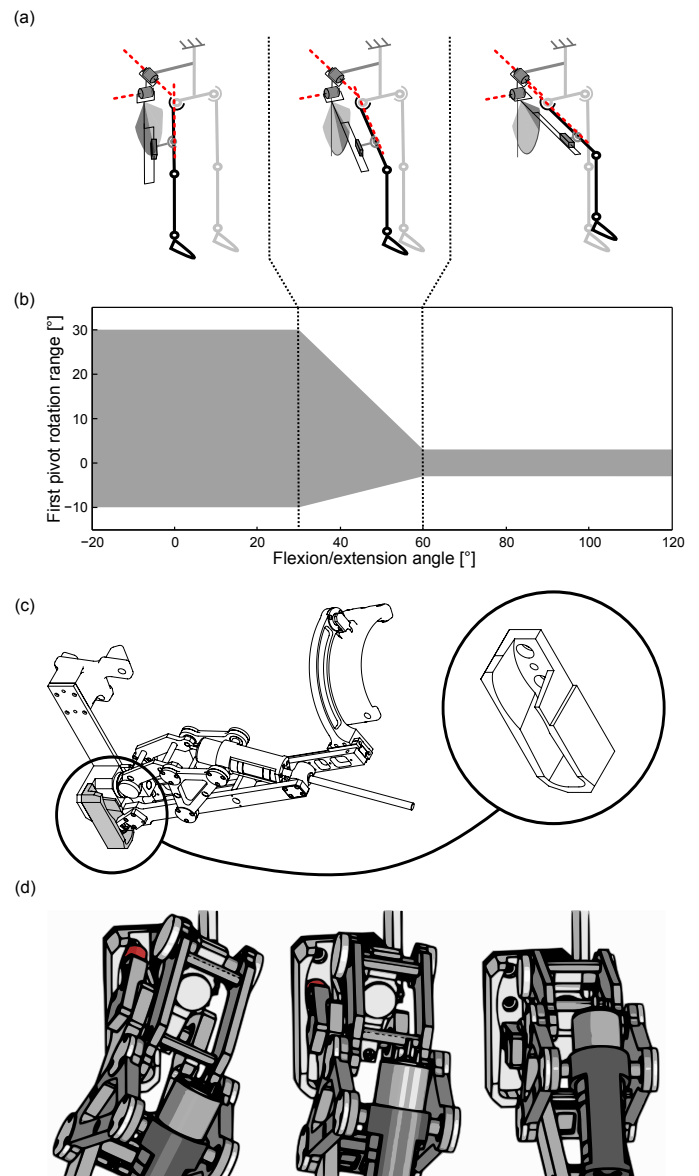 (a)
(b)
First pivot rotation range [°]
30
20
10
0
−10
−20
0
20
40
60
80
100
120
Flexion/extension angle [°]
(c)
(d)